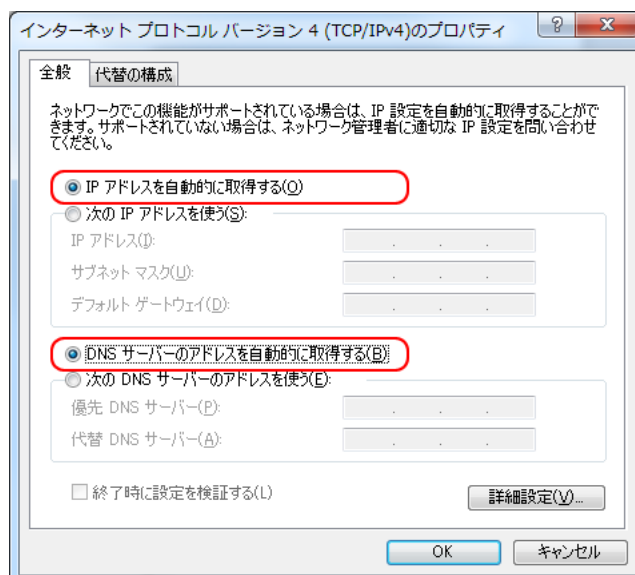 インターネット プロトコル バージョン 4 (TCP/IPv4)のプロパティ
全般
代替の構成
ネットワークでこの機能がサポートされている場合は、IP 設定を自動的に取得することがで
きます。サポートされていない場合は、ネットワーク管理者に適切な IP 設定を問い合わせ
てください。
IP アドレスを自動的に取得する(O)
次の IP アドレスを使う(S):
IP アドレス(I):
サブネット マスク(U):
デフォルト ゲートウェイ(D):
DNS サーバーのアドレスを自動的に取得する(B)
次の DNS サーバーのアドレスを使う(E):
優先 DNS サーバー(P):
代替 DNS サーバー(A):
終了時に設定を検証する(L)
詳細設定(V)...
OK
キャンセル